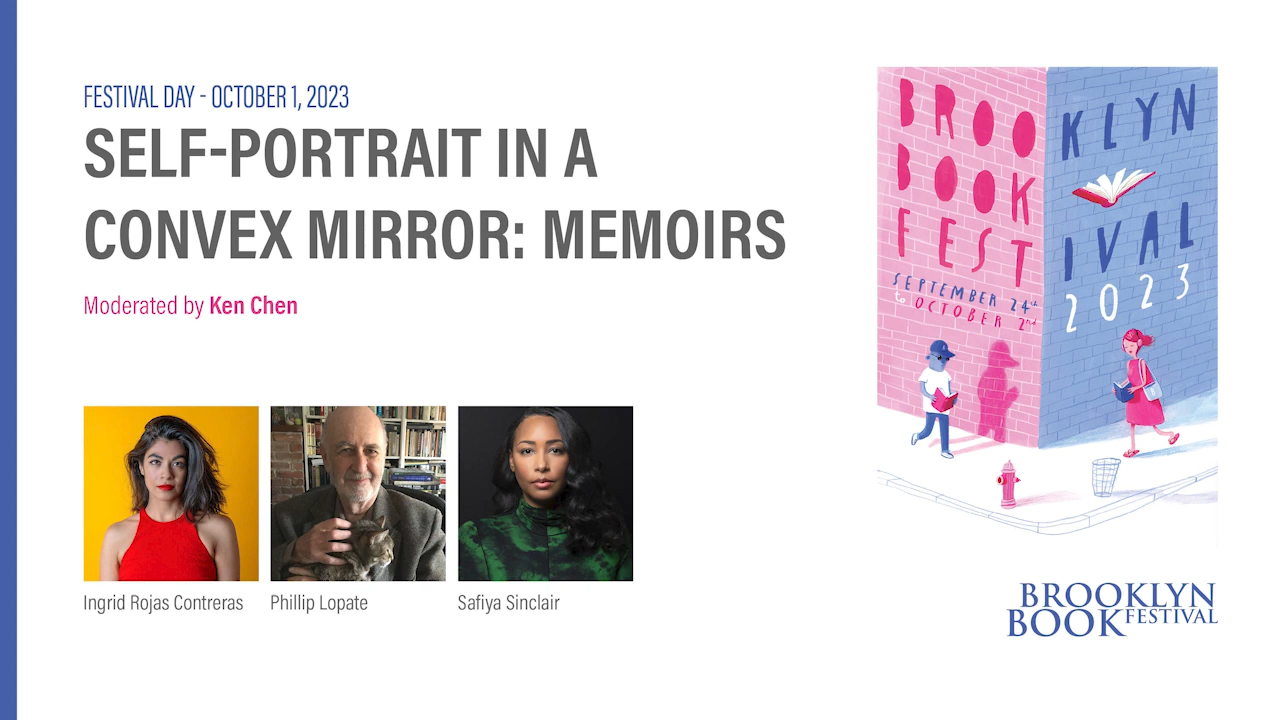 FESTIVAL DAY - OCTOBER 1, 2023
SELF-PORTRAIT IN A
CONVEX MIRROR: MEMOIRS
Moderated by Ken Chen
Ingrid Rojas Contreras
Phillip Lopate
Safiya Sinclair
BROO
KLYN
BOOK
FEST
IVAL
SEPTEMBER 24th
to OCTOBER 2nd
2023
BROOKLYN
BOOK FESTIVAL